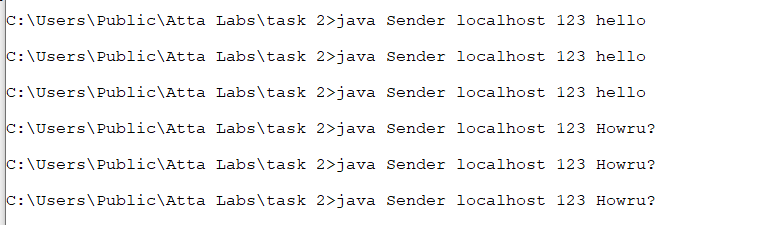 C:\Users\Public\Atta Labs\task 2>java Sender localhost 123 hello
C:\Users\Public\Atta Labs\task 2>java Sender localhost 123 hello
C:\Users\Public\Atta Labs\task 2>java Sender localhost 123 hello
C:\Users\Public\Atta Labs\task 2>java Sender localhost 123 Howru?
C:\Users\Public\Atta Labs\task 2>java Sender localhost 123 Howru?
C:\Users\Public\Atta Labs\task 2>java Sender localhost 123 Howru?